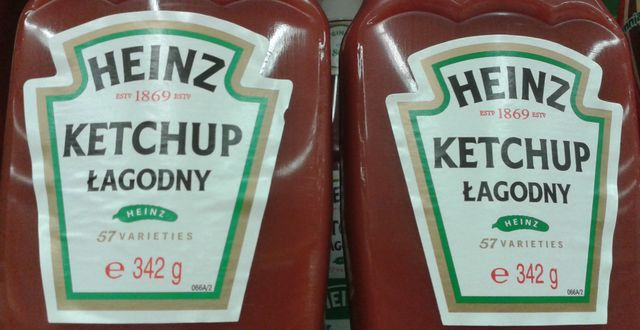 HEINZ
ESTD 1869 ESTD
KETCHUP
ŁAGODNY
HEINZ
57 VARIETIES
e 342 g
066A/2
HEINZ
ESTD 1869 ESTD
KETCHUP
ŁAGODNY
HEINZ
57 VARIETIES
e 342 g
066A/2